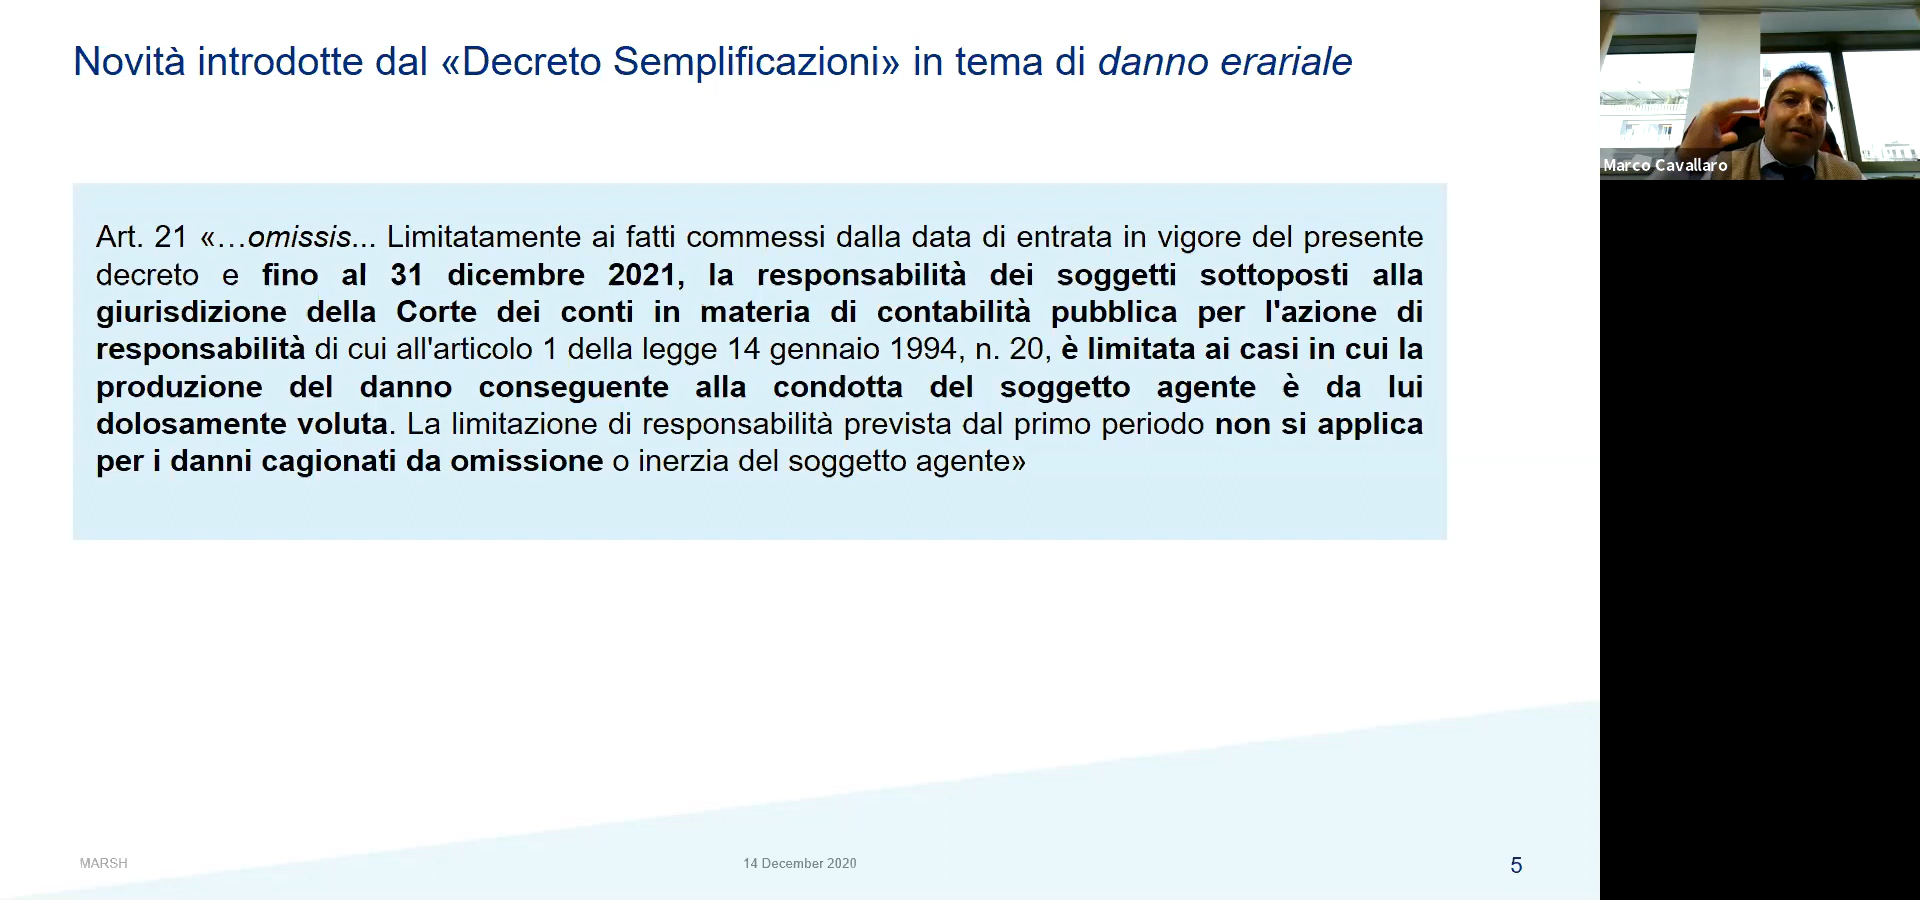 Novità introdotte dal «Decreto Semplificazioni» in tema di danno erariale
Marco Cavallaro
Art. 21 «…omissis... Limitatamente ai fatti commessi dalla data di entrata in vigore del presente
decreto e fino al 31 dicembre 2021, la responsabilità dei soggetti sottoposti alla
giurisdizione della Corte dei conti in materia di contabilità pubblica per l'azione di
responsabilità di cui all'articolo 1 della legge 14 gennaio 1994, n. 20, è limitata ai casi in cui la
produzione del danno conseguente alla condotta del soggetto agente è da lui
dolosamente voluta. La limitazione di responsabilità prevista dal primo periodo non si applica
per i danni cagionati da omissione o inerzia del soggetto agente»
MARSH
14 December 2020
5